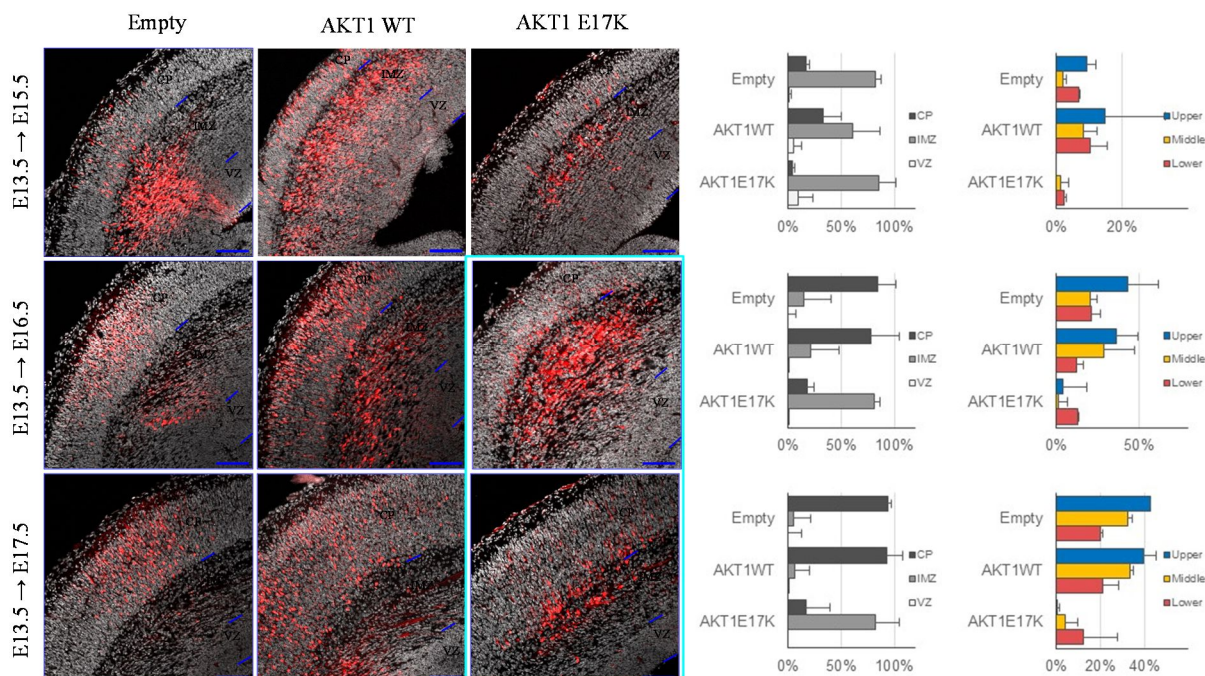 Empty AKT1 WT AKT1 E17K
E13.5 → E15.5
CP IMZ VZ
CP IMZ VZ
IMZ VZ
Empty
AKT1WT
AKT1E17K
CP
IMZ
VZ
0% 50% 100%
Empty
AKT1WT
AKT1E17K
Upper
Middle
Lower
0% 20%
E13.5 → E16.5
CP VZ
CP IMZ VZ
CP VZ
Empty
AKT1WT
AKT1E17K
CP
IMZ
VZ
0% 50% 100%
Empty
AKT1WT
AKT1E17K
Upper
Middle
Lower
0% 50%
E13.5 → E17.5
CP VZ
CP IMZ VZ
CP IMZ VZ
Empty
AKT1WT
AKT1E17K
CP
IMZ
VZ
0% 50% 100%
Empty
AKT1WT
AKT1E17K
Upper
Middle
Lower
0% 20% 40%